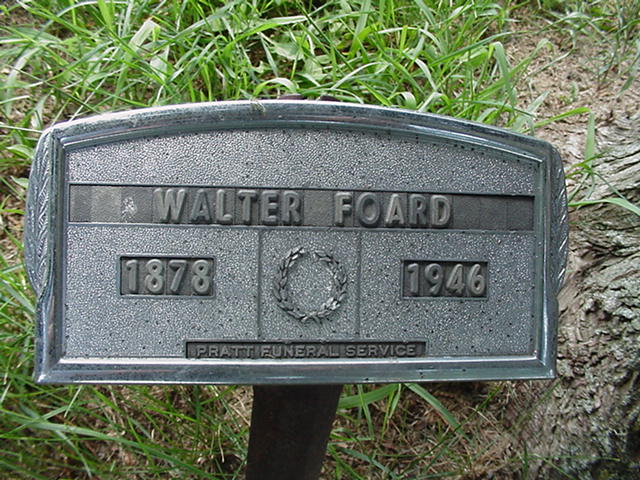 WALTER FOARD
1878 1946
PRATT FUNERAL SERVICE